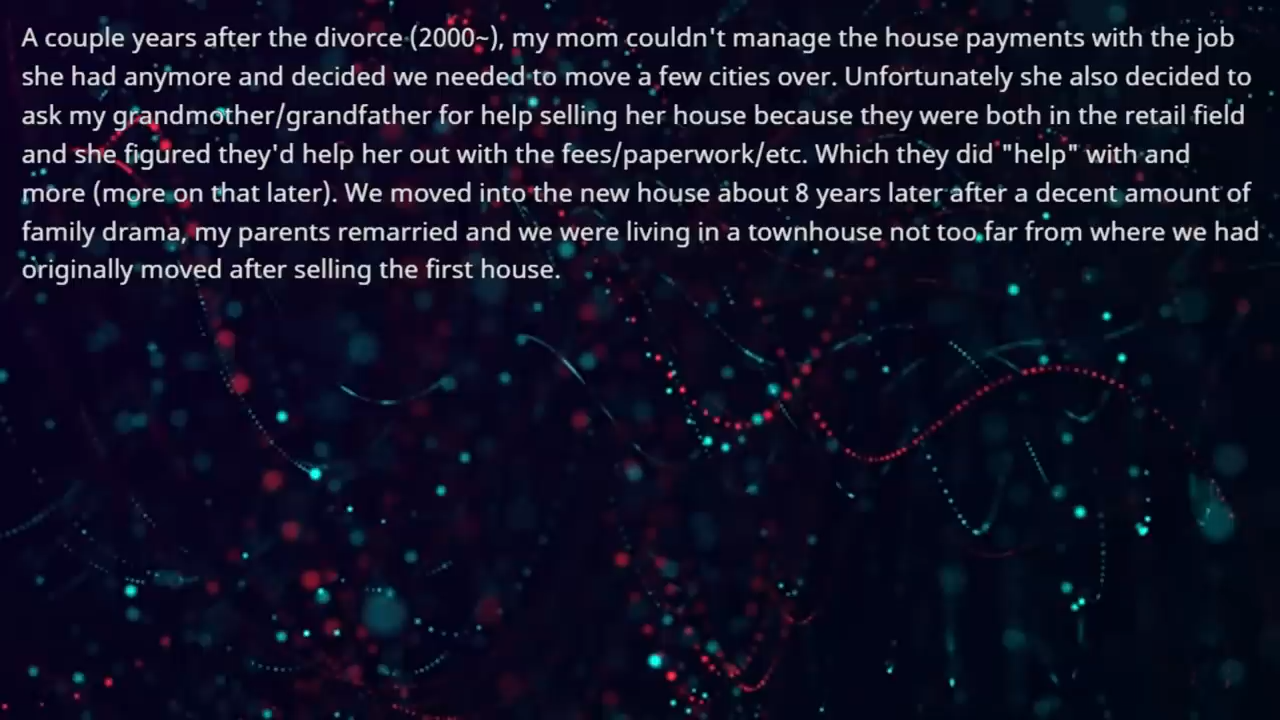 A couple years after the divorce (2000~), my mom couldn't manage the house payments with the job
she had anymore and decided we needed to move a few cities over. Unfortunately she also decided to
ask my grandmother/grandfather for help selling her house because they were both in the retail field
and she figured they'd help her out with the fees/paperwork/etc. Which they did "help" with and
more (more on that later). We moved into the new house about 8 years later after a decent amount of
family drama, my parents remarried and we were living in a townhouse not too far from where we had
originally moved after selling the first house.